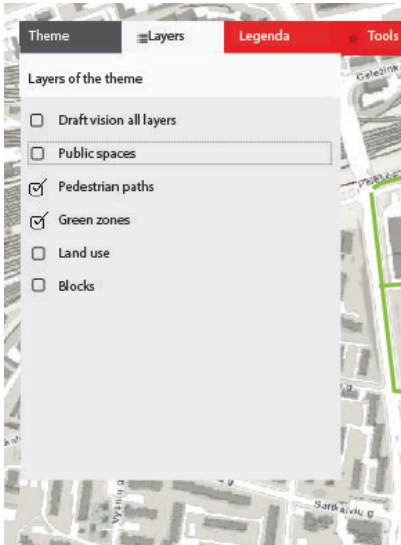 Theme
Layers
Legenda
Tools
Layers of the theme
Draft vision all layers
Public spaces
Pedestrian paths
Green zones
Land use
Blocks